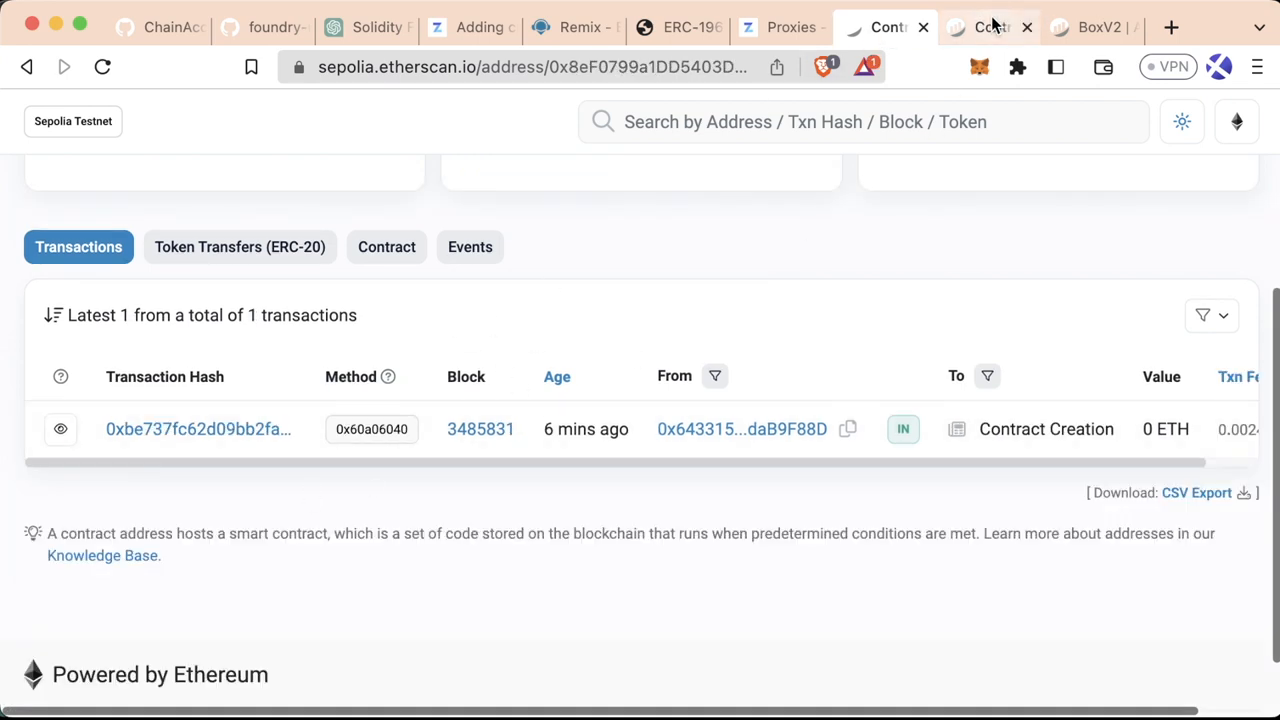 ChainAcc
foundry-
Solidity F
Adding c
Remix - E
ERC-196
Proxies -
Contr
Contr
BoxV2 | A
sepolia.etherscan.io/address/0x8eF0799a1DD5403D...
1
1
VPN
Sepolia Testnet
Search by Address / Txn Hash / Block / Token
Transactions
Token Transfers (ERC-20)
Contract
Events
Latest 1 from a total of 1 transactions
Transaction Hash
Method
Block
Age
From
To
Value
Txn Fe
0xbe737fc62d09bb2fa...
0x60a06040
3485831
6 mins ago
0x643315...daB9F88D
IN
Contract Creation
0 ETH
0.0024
[ Download: CSV Export ]
A contract address hosts a smart contract, which is a set of code stored on the blockchain that runs when predetermined conditions are met. Learn more about addresses in our
Knowledge Base.
Powered by Ethereum